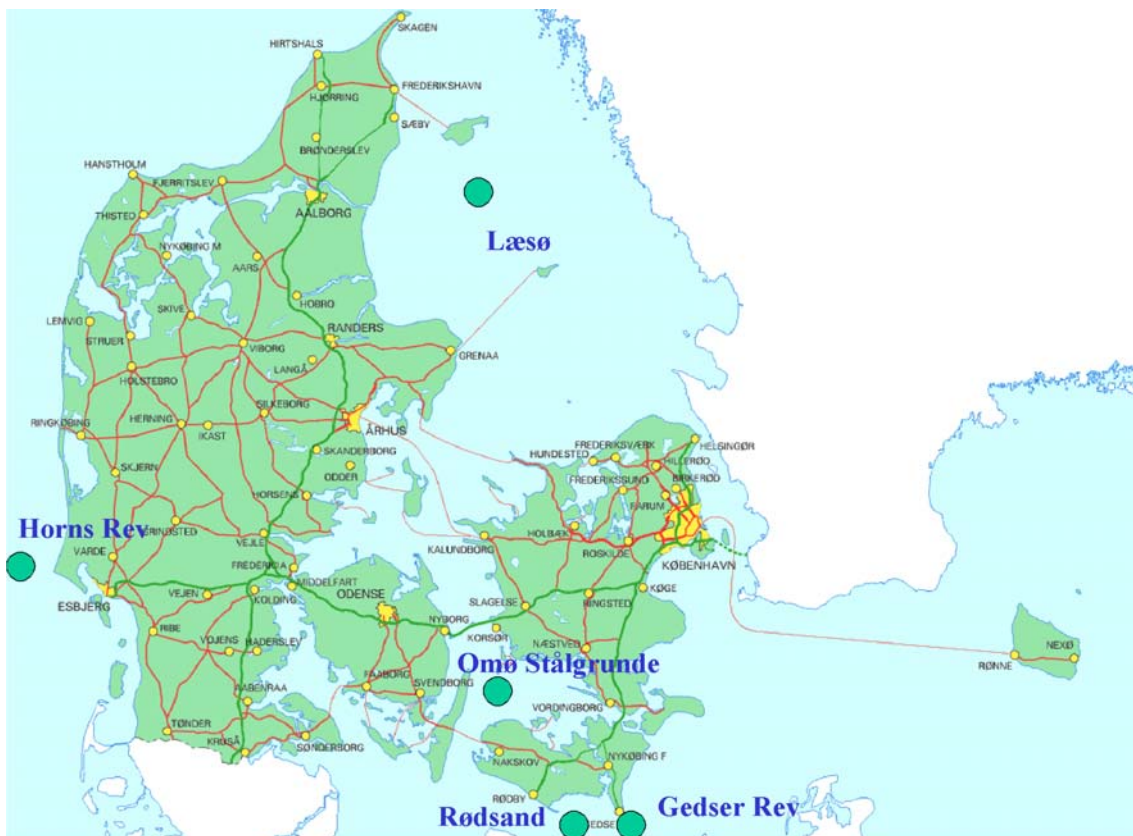 SKAGEN
HIRTSHALS
HJØRRING
FREDERIKSHAVN
SÆBY
BRØNDERSLEV
HANSTHOLM
FJERRITSLEV
THISTED
AALBORG
Læsø
NYKØBING M
AARS
HOBRO
LEMVIG
SKIVE
STRUER
RANDERS
VIBORG
GRENAA
LANGÅ
HOLSTEBRO
SILKEBORG
RINGKØBING
HERNING
IKAST
ÅRHUS
SKANDERBORG
ODDER
SKJERN
HORSENS
FREDERIKSVÆRK
HELSINGØR
HUNDESTED
HILLERØD
BIRKERØD
FREDERIKSSUND
FARUM
Horns Rev
GRINDSTED
VARDE
VEJLE
KALUNDBORG
HOLBÆK
ROSKILDE
KØBENHAVN
FREDERICIA
MIDDELFART
ESBJERG
VEJEN
KOLDING
ODENSE
NYBORG
SLAGELSE
RINGSTED
KØGE
KORSØR
RIBE
VOJENS
HADERSLEV
NÆSTVED
Omø Stålgrunde
RØNNE
NEXØ
FAABORG
SVENDBORG
AABENRAA
VORDINGBORG
TØNDER
KRUSÅ
SØNDERBORG
NAKSKOV
NYKØBING F
RØDBY
Rødsand
Gedser Rev